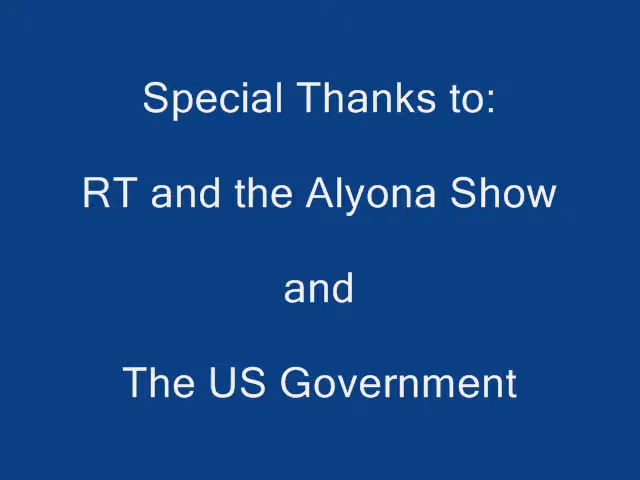 Special Thanks to:
RT and the Alyona Show
and
The US Government